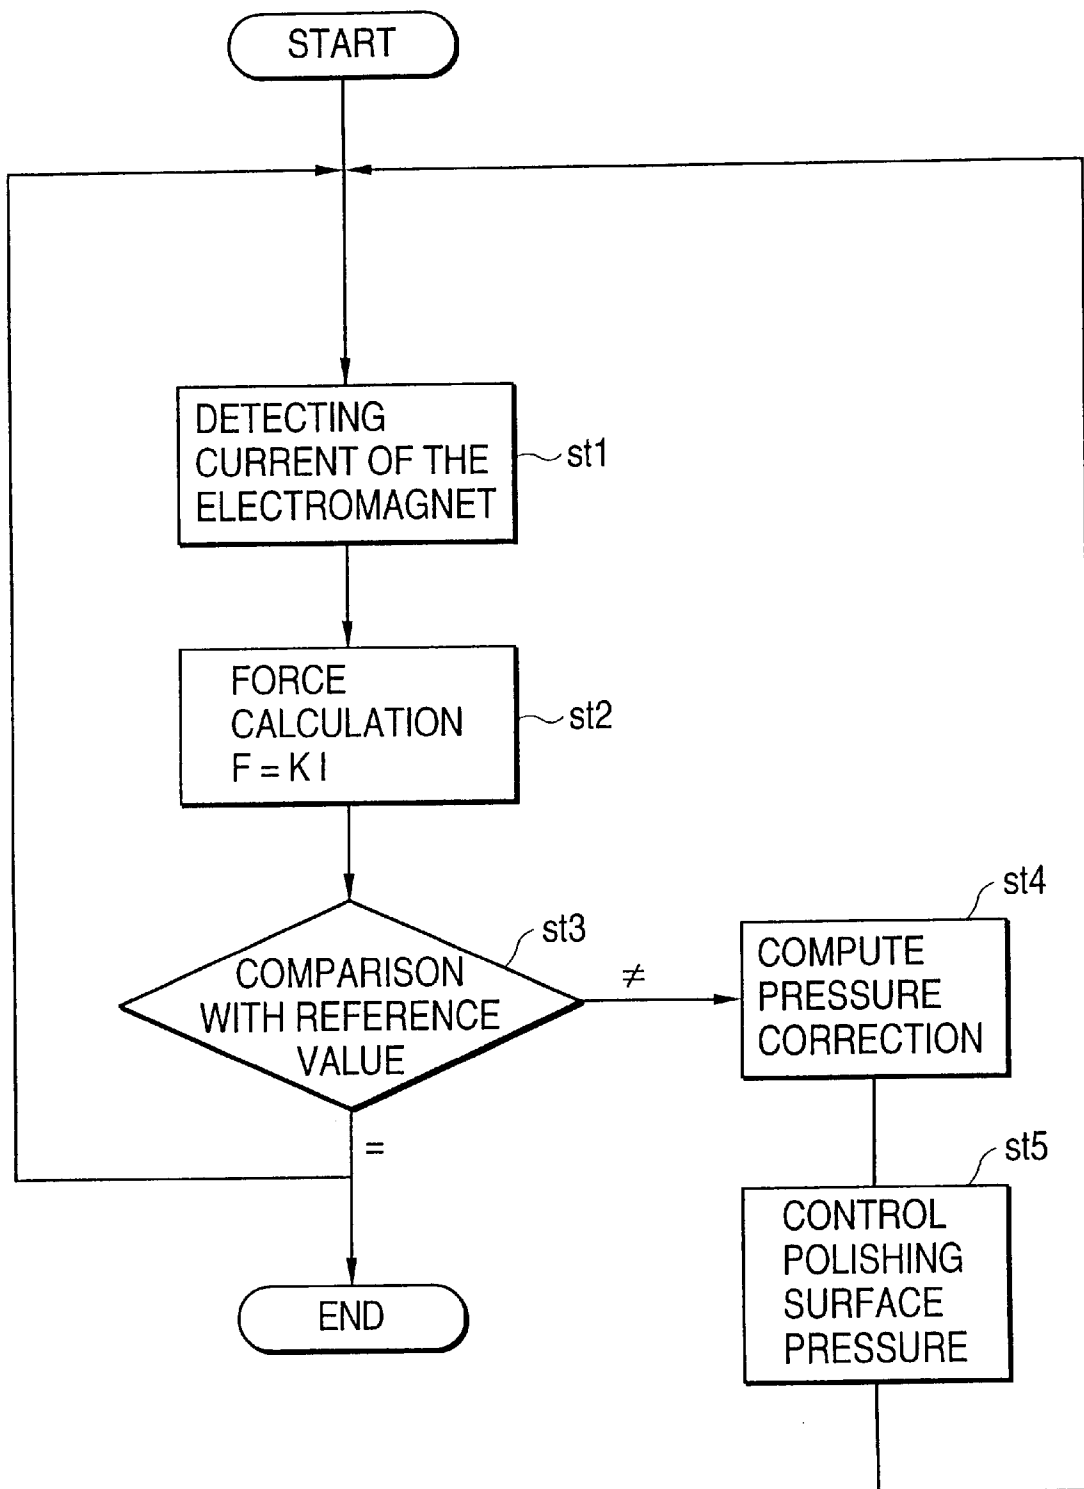 START
DETECTING
CURRENT OF THE
ELECTROMAGNET
st1
FORCE
CALCULATION
F = K I
st2
COMPARISON
WITH REFERENCE
VALUE
st3
≠
=
st4
COMPUTE
PRESSURE
CORRECTION
st5
CONTROL
POLISHING
SURFACE
PRESSURE
END